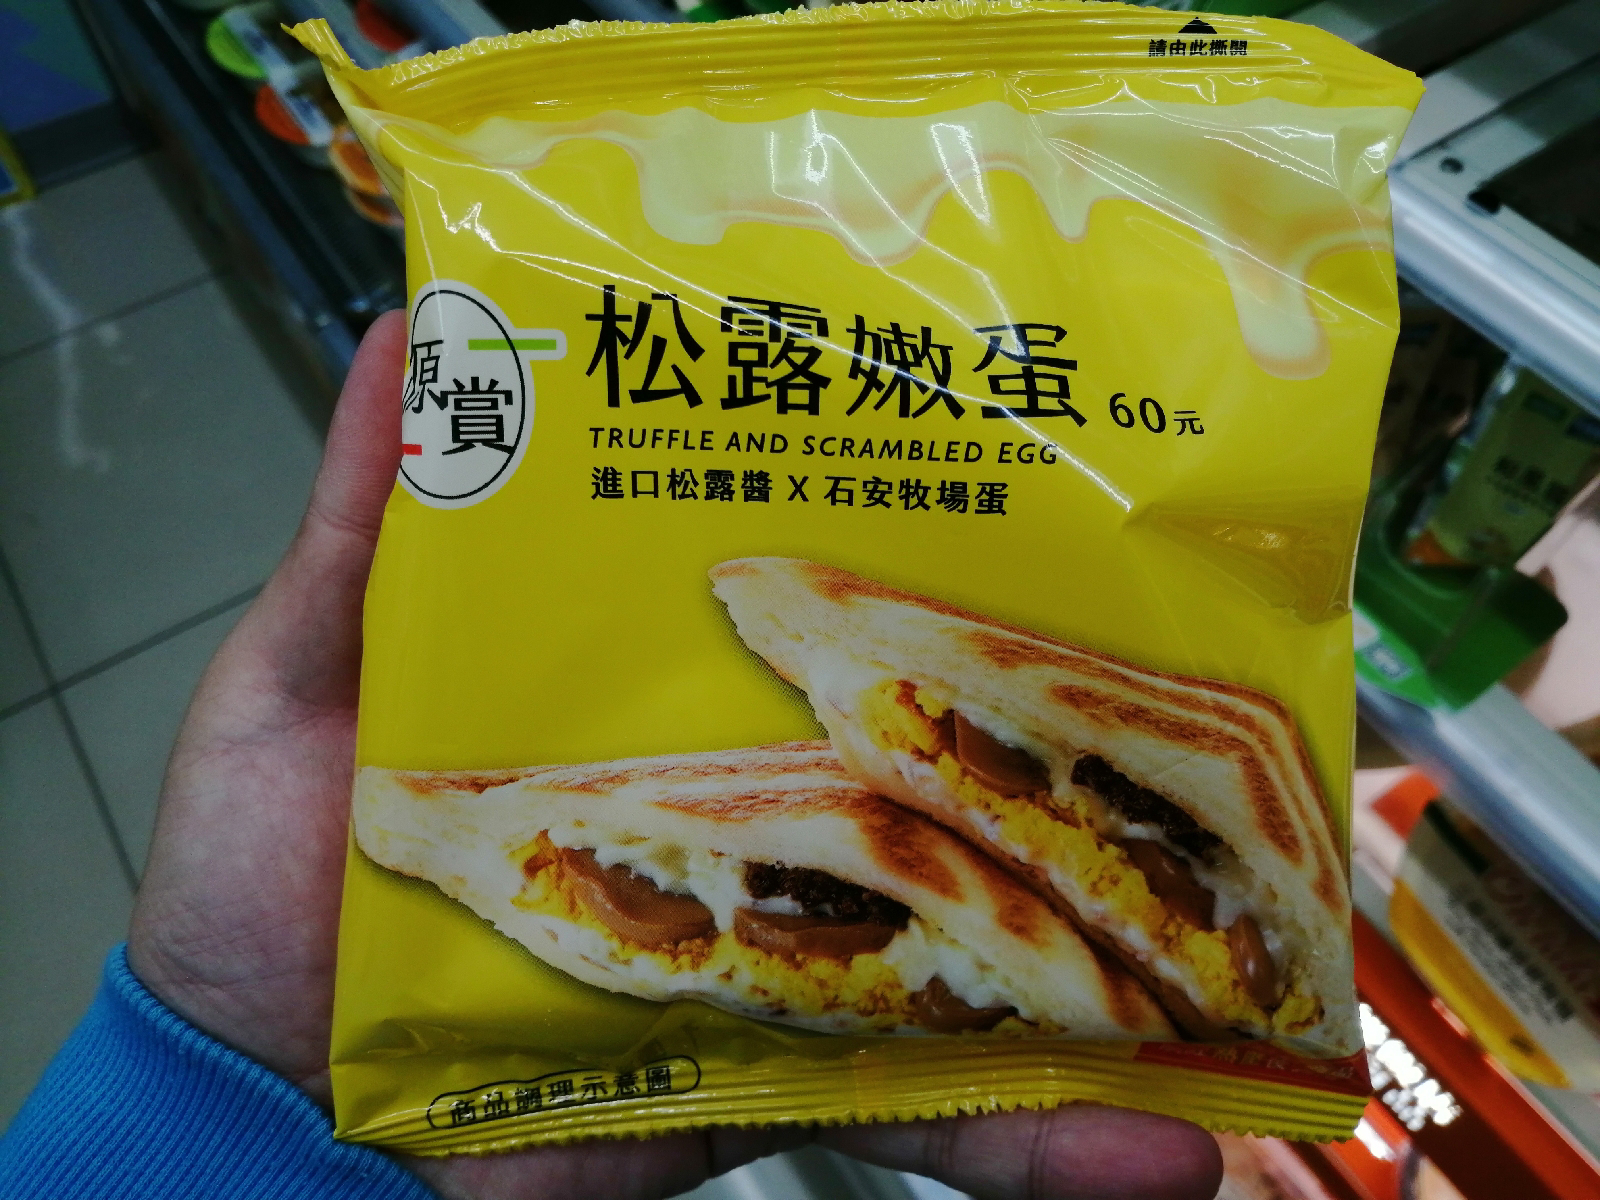 請由此撕開
原
賞
松露嫩蛋 60元
TRUFFLE AND SCRAMBLED EGG
進口松露醬 X 石安牧場蛋
商品調理示意圖